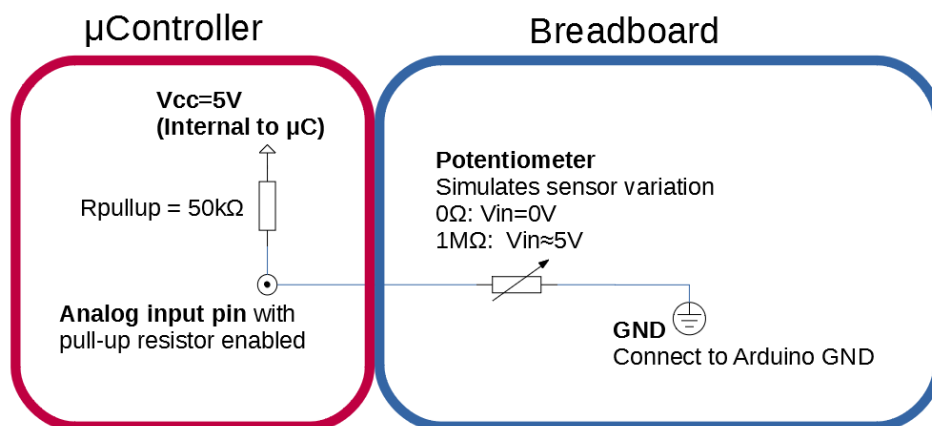 μController
Breadboard
Vcc=5V
(Internal to μC)
Rpullup = 50kΩ
Analog input pin with
pull-up resistor enabled
Potentiometer
Simulates sensor variation
0Ω: Vin=0V
1MΩ: Vin≈5V
GND
Connect to Arduino GND